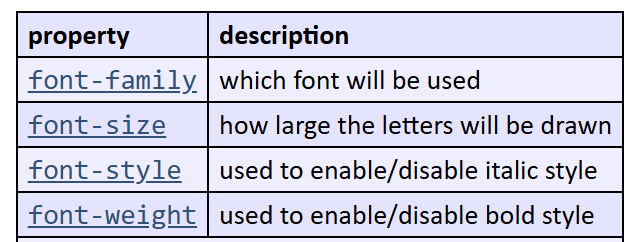 property description
font-family which font will be used
font-size how large the letters will be drawn
font-style used to enable/disable italic style
font-weight used to enable/disable bold style